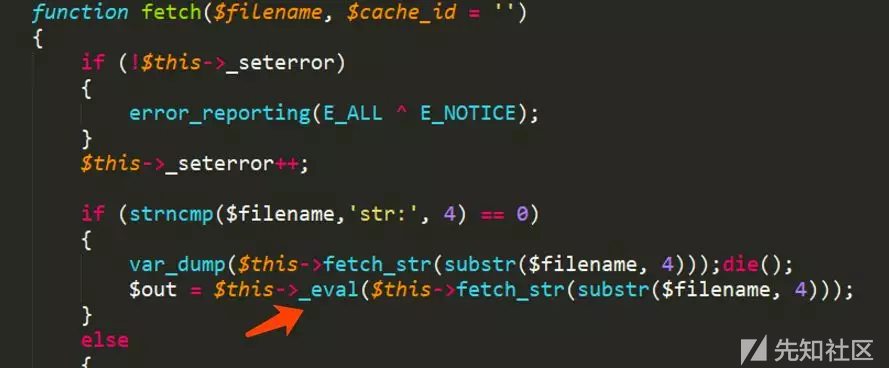 function fetch($filename, $cache_id = '')
{
if (!$this->_seterror)
{
error_reporting(E_ALL ^ E_NOTICE);
}
$this->_seterror++;
if (strncmp($filename,'str:', 4) == 0)
{
var_dump($this->fetch_str(substr($filename, 4)));die();
$out = $this->_eval($this->fetch_str(substr($filename, 4)));
}
else
{
先知社区